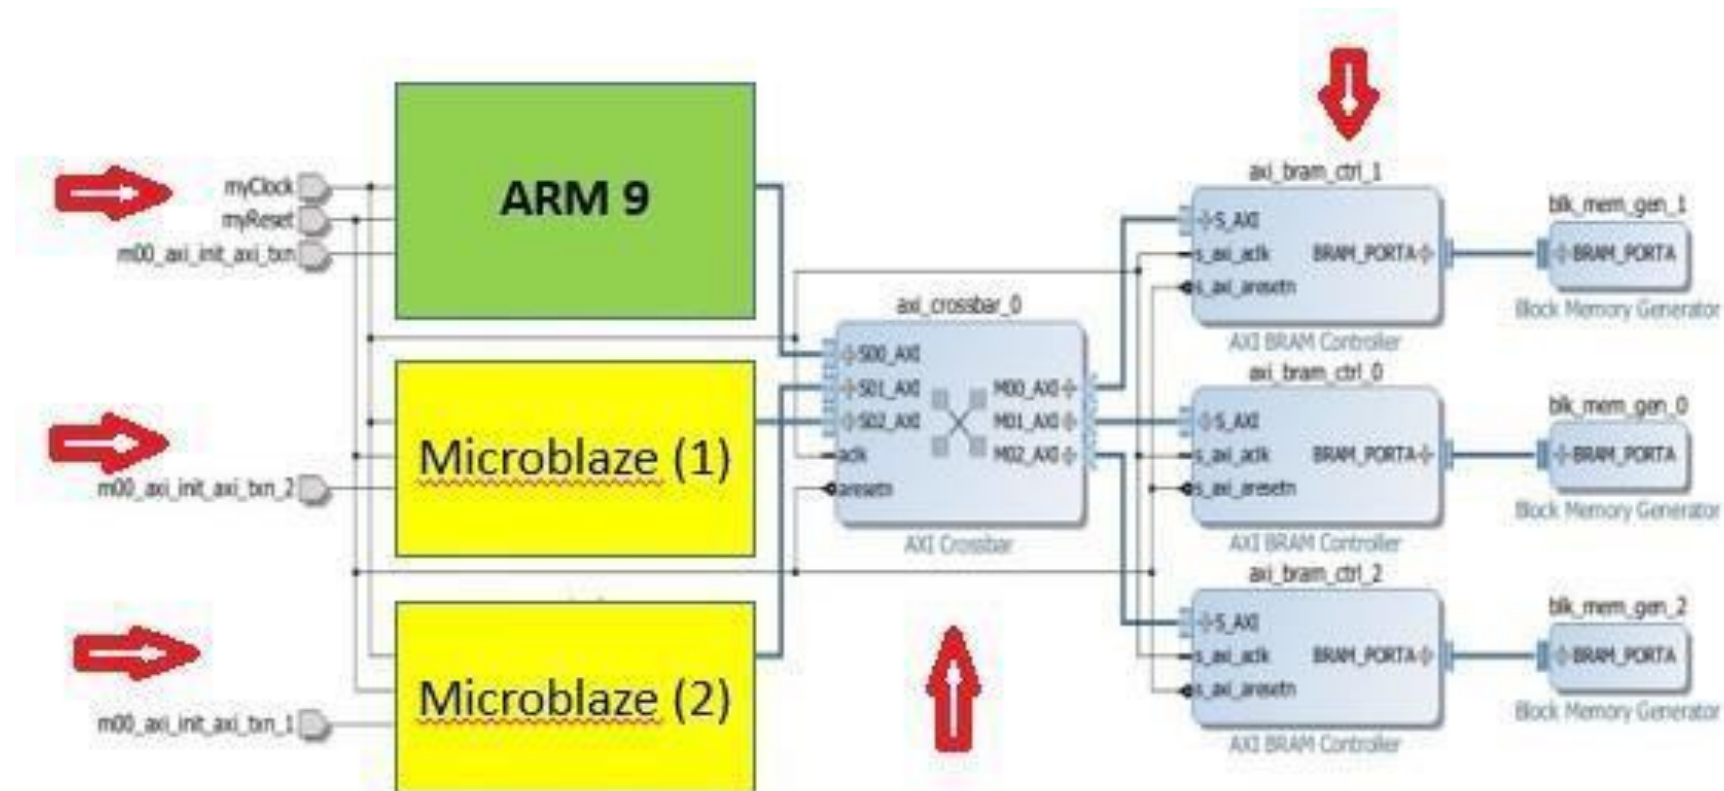 myClock
myReset
m00_axi_init_axi_txn
ARM 9
m00_axi_init_axi_txn_2
Microblaze (1)
m00_axi_init_axi_txn_1
Microblaze (2)
axi_crossbar_0
S00_AXI
S01_AXI
S02_AXI
aclk
aresetn
M00_AXI
M01_AXI
M02_AXI
AXI Crossbar
axi_bram_ctrl_1
S_AXI
s_axi_aclk
s_axi_aresetn
BRAM_PORTA
AXI BRAM Controller
blk_mem_gen_1
BRAM_PORTA
Block Memory Generator
axi_bram_ctrl_0
S_AXI
s_axi_aclk
s_axi_aresetn
BRAM_PORTA
AXI BRAM Controller
blk_mem_gen_0
BRAM_PORTA
Block Memory Generator
axi_bram_ctrl_2
S_AXI
s_axi_aclk
s_axi_aresetn
BRAM_PORTA
AXI BRAM Controller
blk_mem_gen_2
BRAM_PORTA
Block Memory Generator